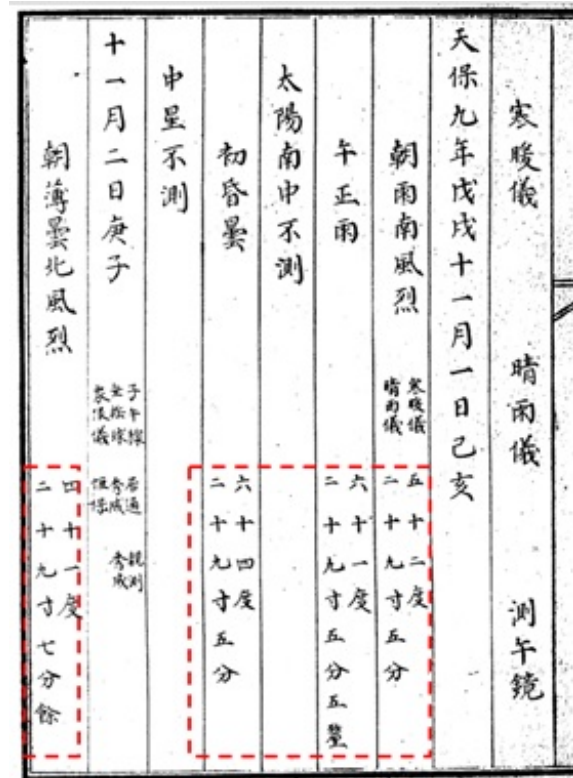 寒暖儀 晴雨儀 測午鏡
天保九年戊戌十一月一日己亥
朝雨南風烈 寒暖儀 五十二度
晴雨儀 二十九寸五分
午正雨 六十一度
二十九寸五分五釐
太陽南中不測
初昏曇 六十四度
二十九寸五分
中星不測
十一月二日庚子 子午線
朝薄曇北風烈 四十一度
二十九寸七分餘